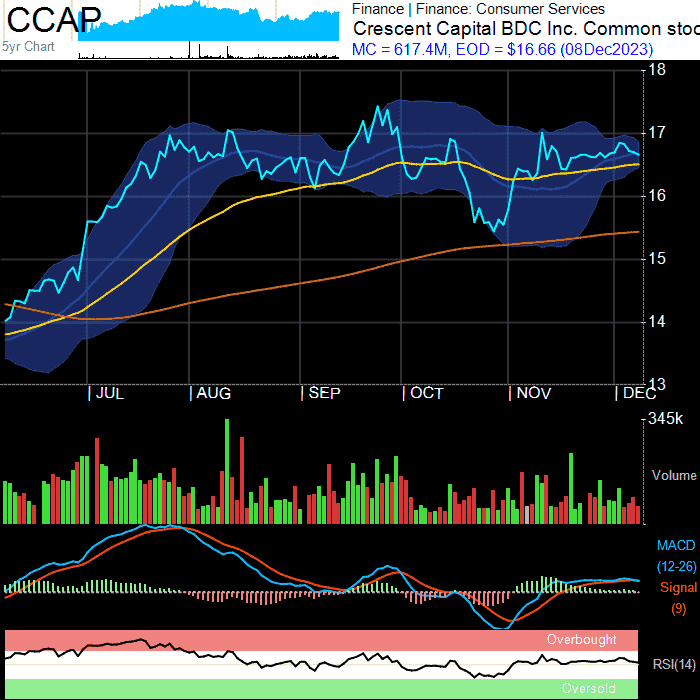 CCAP
5yr Chart
Finance | Finance: Consumer Services
Crescent Capital BDC Inc. Common stoc
MC = 617.4M, EOD = $16.66 (08Dec2023)
18
17
16
15
14
13
JUL
AUG
SEP
OCT
NOV
DEC
345k
Volume
MACD
(12-26)
Signal
(9)
Overbought
RSI(14)
Oversold